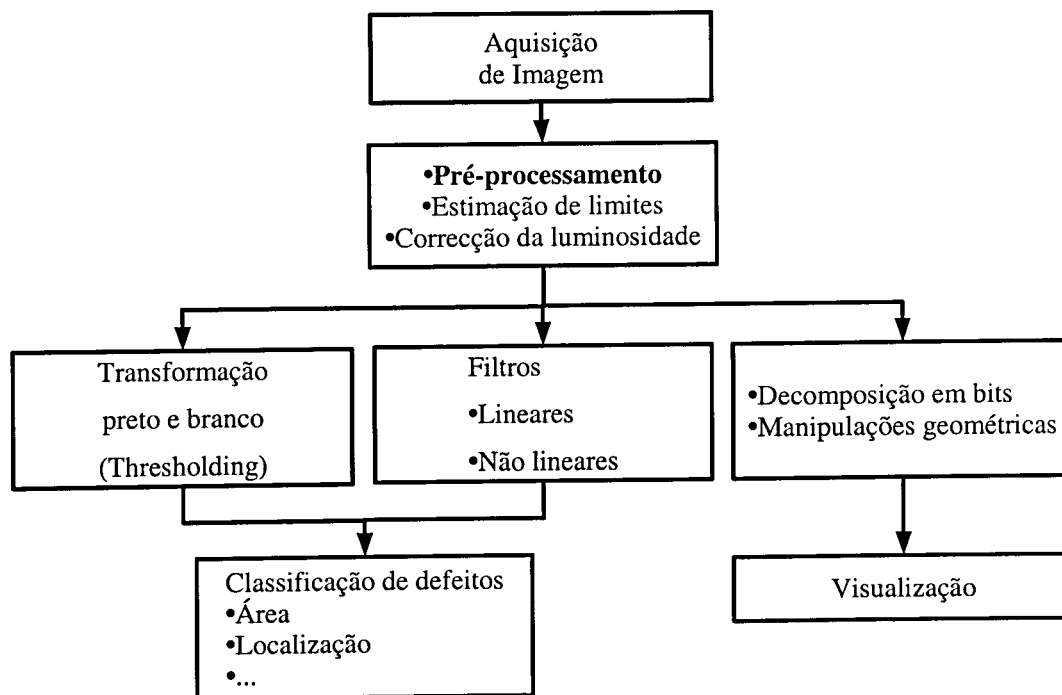 Aquisição
de Imagem
•Pré-processamento
•Estimação de limites
•Correcção da luminosidade
Transformação
preto e branco
(Thresholding)
Filtros
•Lineares
•Não lineares
•Decomposição em bits
•Manipulações geométricas
Classificação de defeitos
•Área
•Localização
•...
Visualização